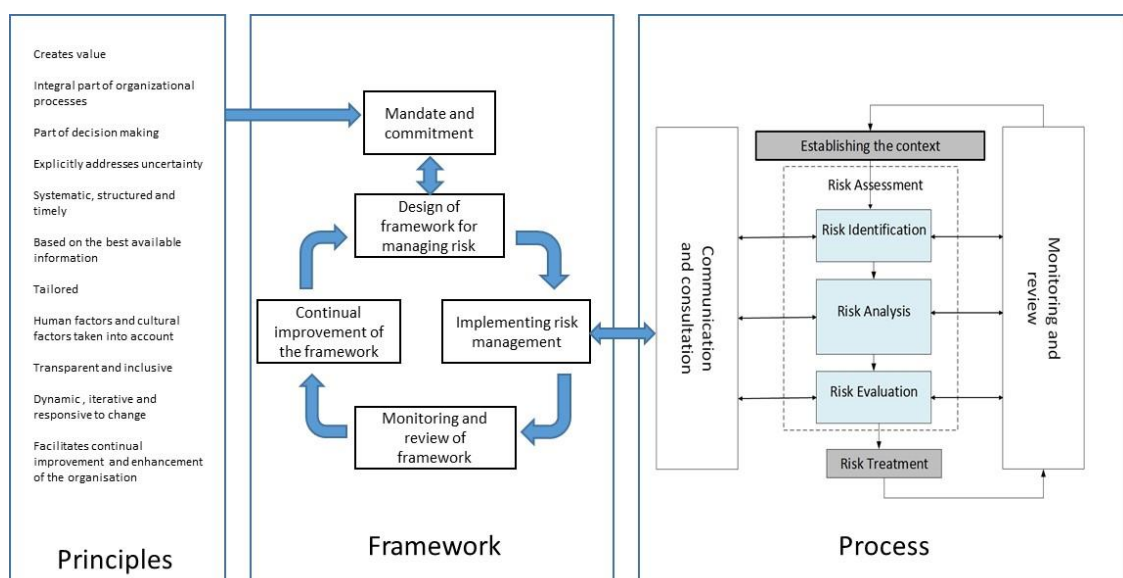 Creates value
Integral part of organizational
processes
Part of decision making
Explicitly addresses uncertainty
Systematic, structured and
timely
Based on the best available
information
Tailored
Human factors and cultural
factors taken into account
Transparent and inclusive
Dynamic , iterative and
responsive to change
Facilitates continual
improvement and enhancement
of the organisation
Principles
Mandate and
commitment
Design of
framework for
managing risk
Continual
improvement of
the framework
Implementing risk
management
Monitoring and
review of
framework
Framework
Communication
and consultation
Establishing the context
Risk Assessment
Risk Identification
Risk Analysis
Risk Evaluation
Risk Treatment
Monitoring and
review
Process